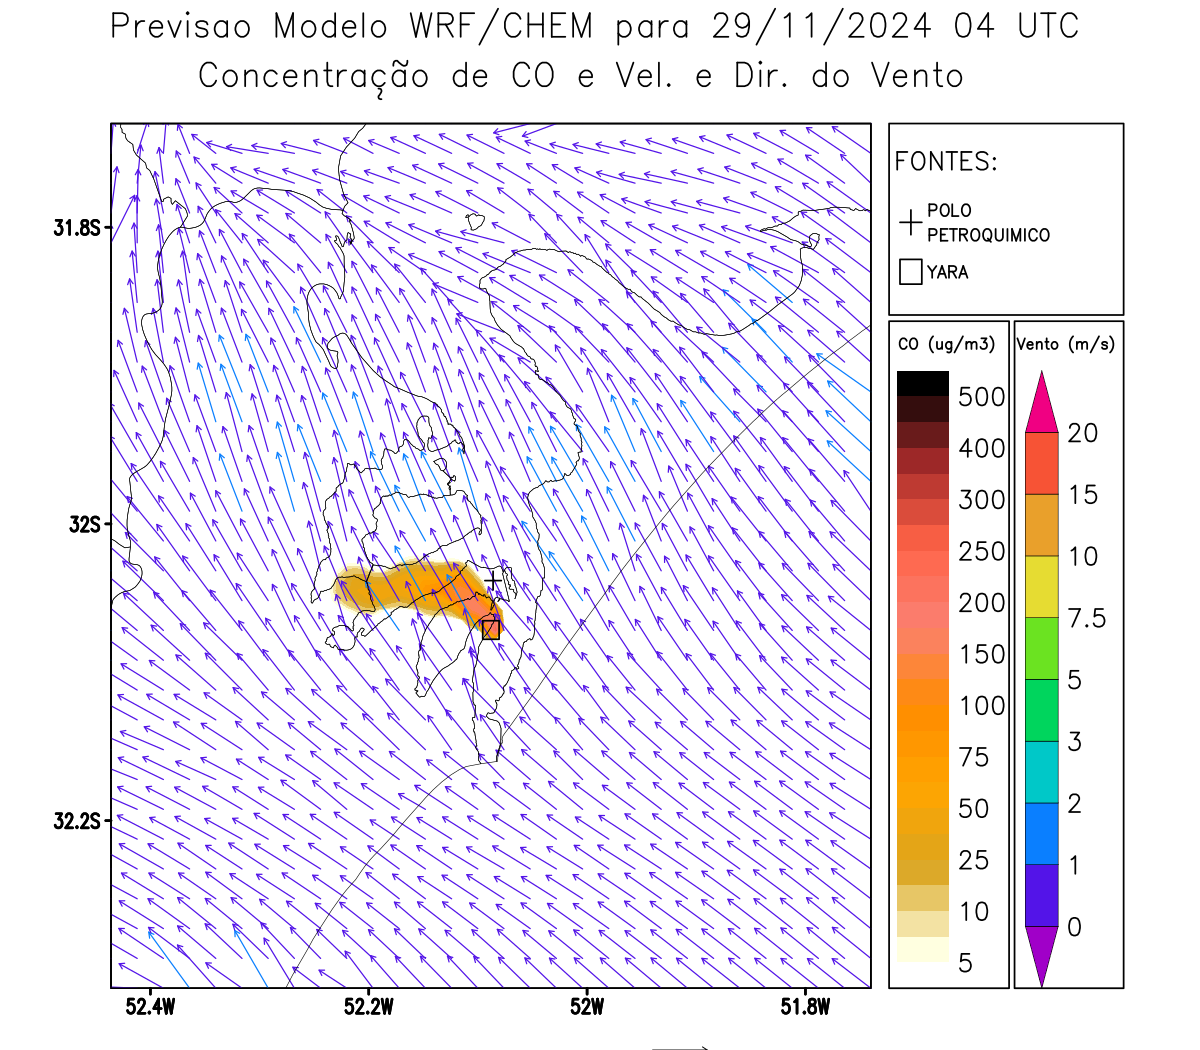 Previsao Modelo WRF/CHEM para 29/11/2024 04 UTC
Concentração de CO e Vel. e Dir. do Vento
FONTES:
POLO
PETROQUIMICO
YARA
CO (ug/m3)
500
400
300
250
200
150
100
75
50
25
10
5
Vento (m/s)
20
15
10
7.5
5
3
2
1
0
31.8S
32S
32.2S
52.4W
52.2W
52W
51.8W